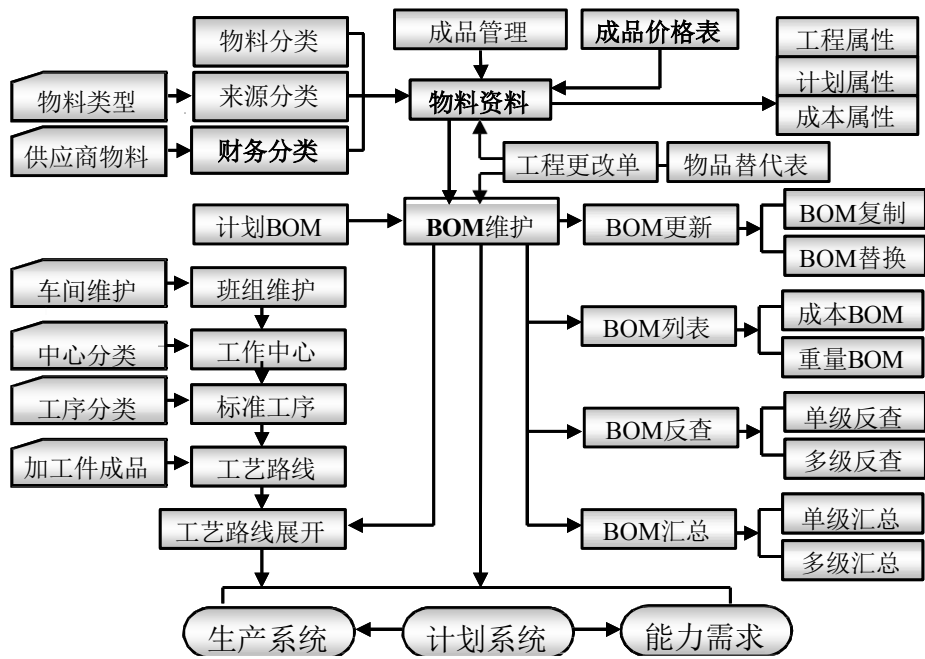 物料分类
成品管理
成品价格表
工程属性
物料类型
来源分类
物料资料
计划属性
成本属性
供应商物料
财务分类
工程更改单
物品替代表
计划BOM
BOM维护
BOM更新
BOM复制
BOM替换
车间维护
班组维护
BOM列表
成本BOM
中心分类
工作中心
重量BOM
工序分类
标准工序
BOM反查
单级反查
加工件成品
工艺路线
多级反查
工艺路线展开
BOM汇总
单级汇总
多级汇总
生产系统
计划系统
能力需求